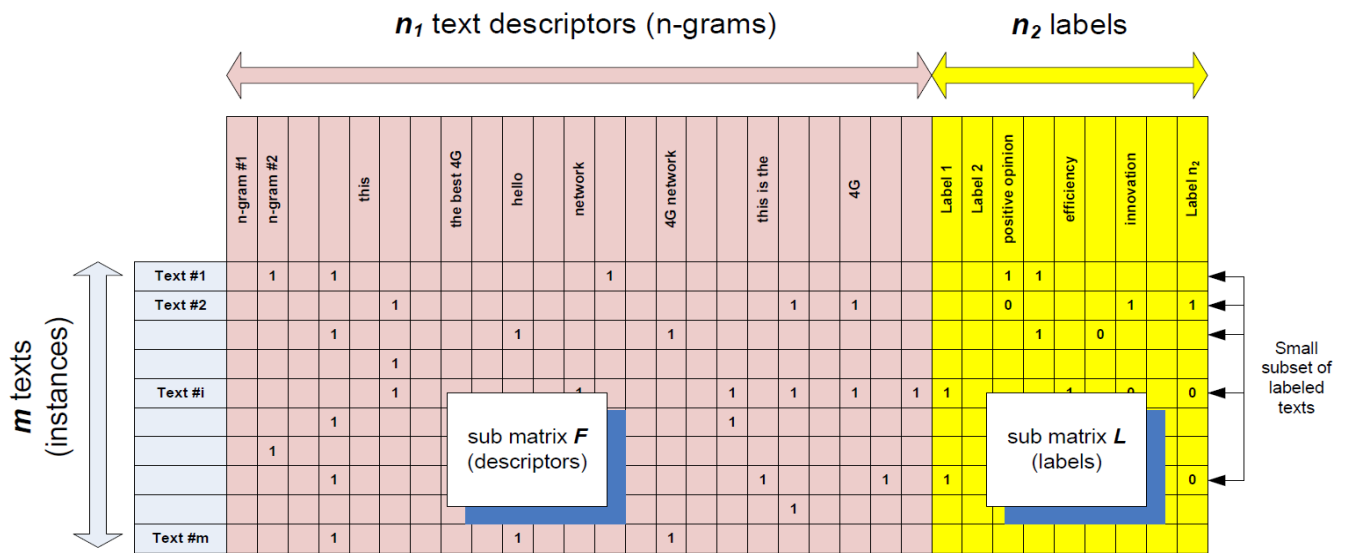 n1 text descriptors (n-grams) n2 labels
n-gram #1 n-gram #2 this the best 4G hello network 4G network this is the 4G Label 1 Label 2 positive opinion efficiency innovation Label n2
Text #1 1 1 1 1 1
Text #2 1 1 1 0 1 1
1 1 1 1 0
1
Text #i 1 1 1 1 1 1 1 1 0 0
1 1
1
1 1 1 1 0
1
Text #m 1 1 1
m texts
(instances)
sub matrix F
(descriptors)
sub matrix L
(labels)
Small
subset of
labeled
texts